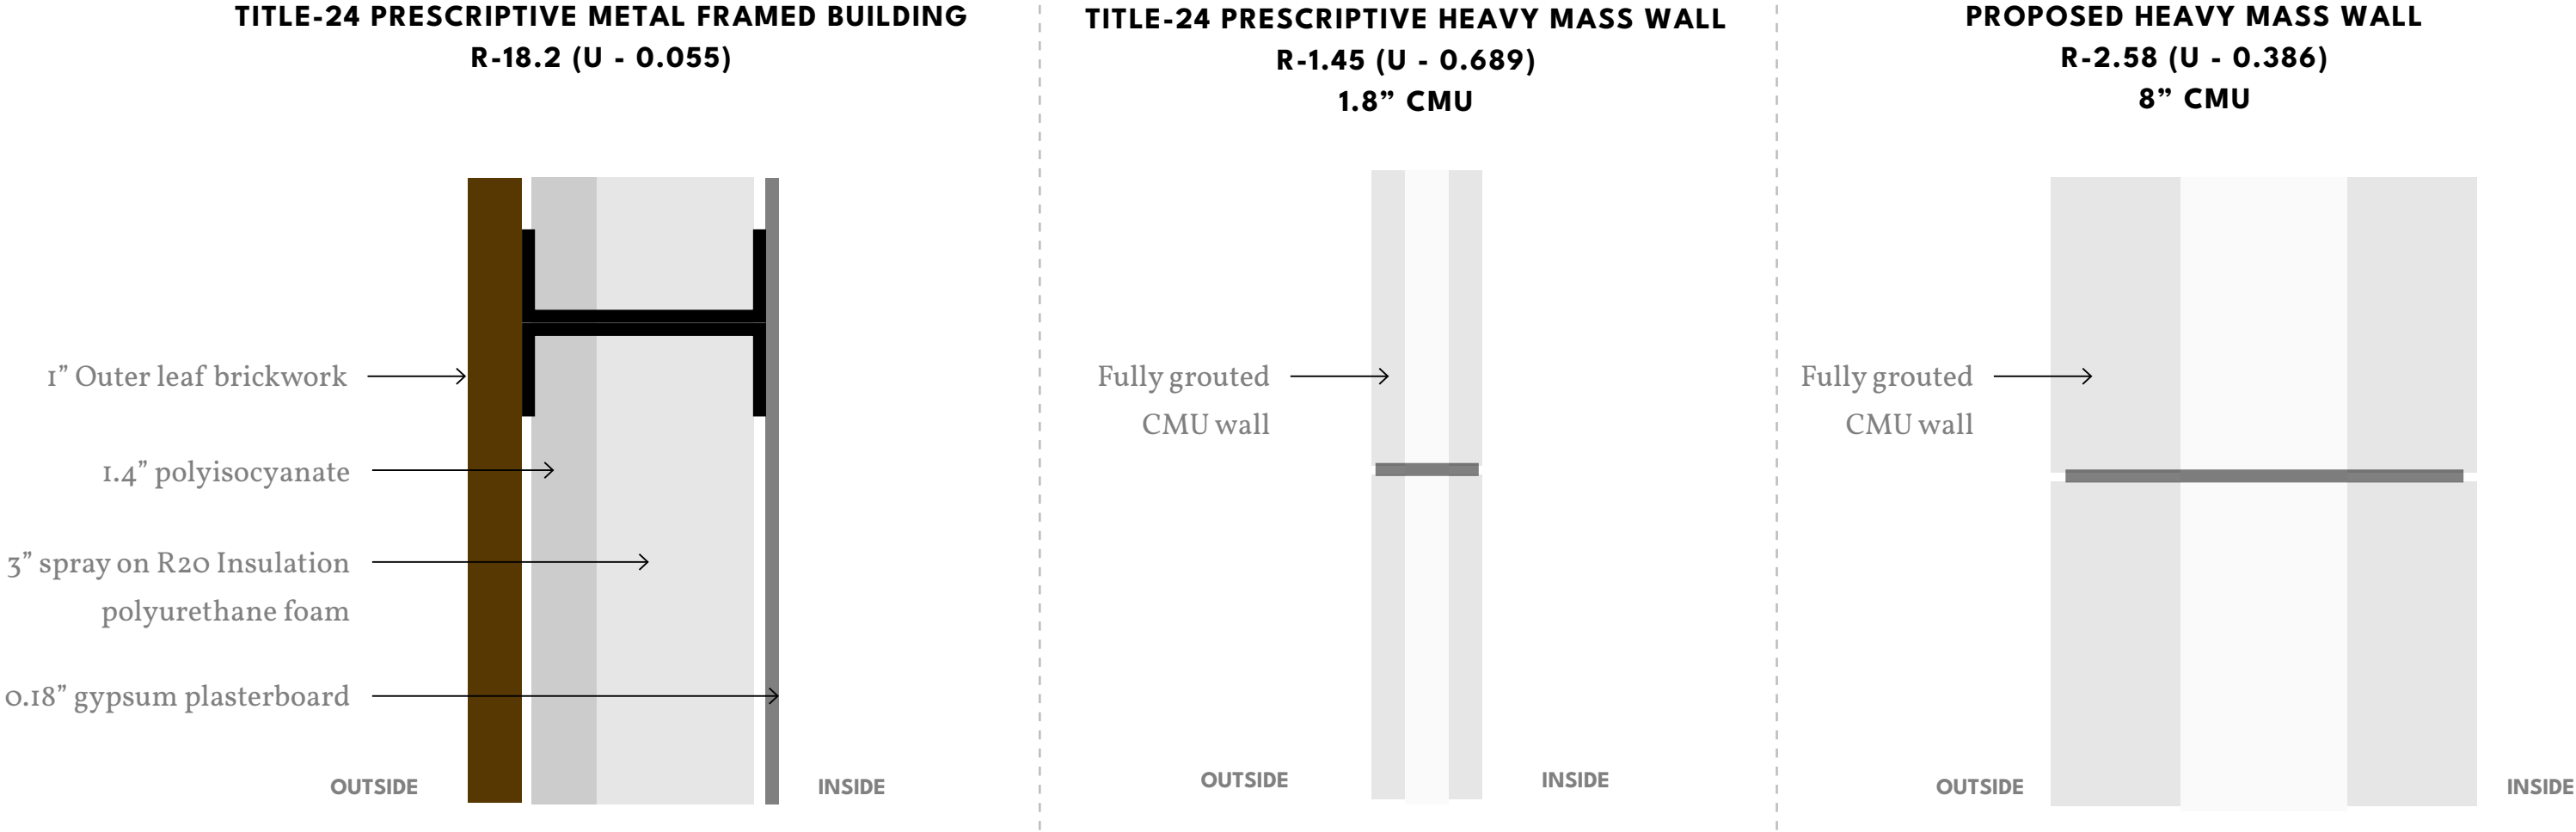 TITLE-24 PRESCRIPTIVE METAL FRAMED BUILDING
R-18.2 (U - 0.055)
1” Outer leaf brickwork
1.4” polyisocyanate
3” spray on R20 Insulation
polyurethane foam
0.18” gypsum plasterboard
OUTSIDE
INSIDE
TITLE-24 PRESCRIPTIVE HEAVY MASS WALL
R-1.45 (U - 0.689)
1.8” CMU
Fully grouted
CMU wall
OUTSIDE
INSIDE
PROPOSED HEAVY MASS WALL
R-2.58 (U - 0.386)
8” CMU
Fully grouted
CMU wall
OUTSIDE
INSIDE